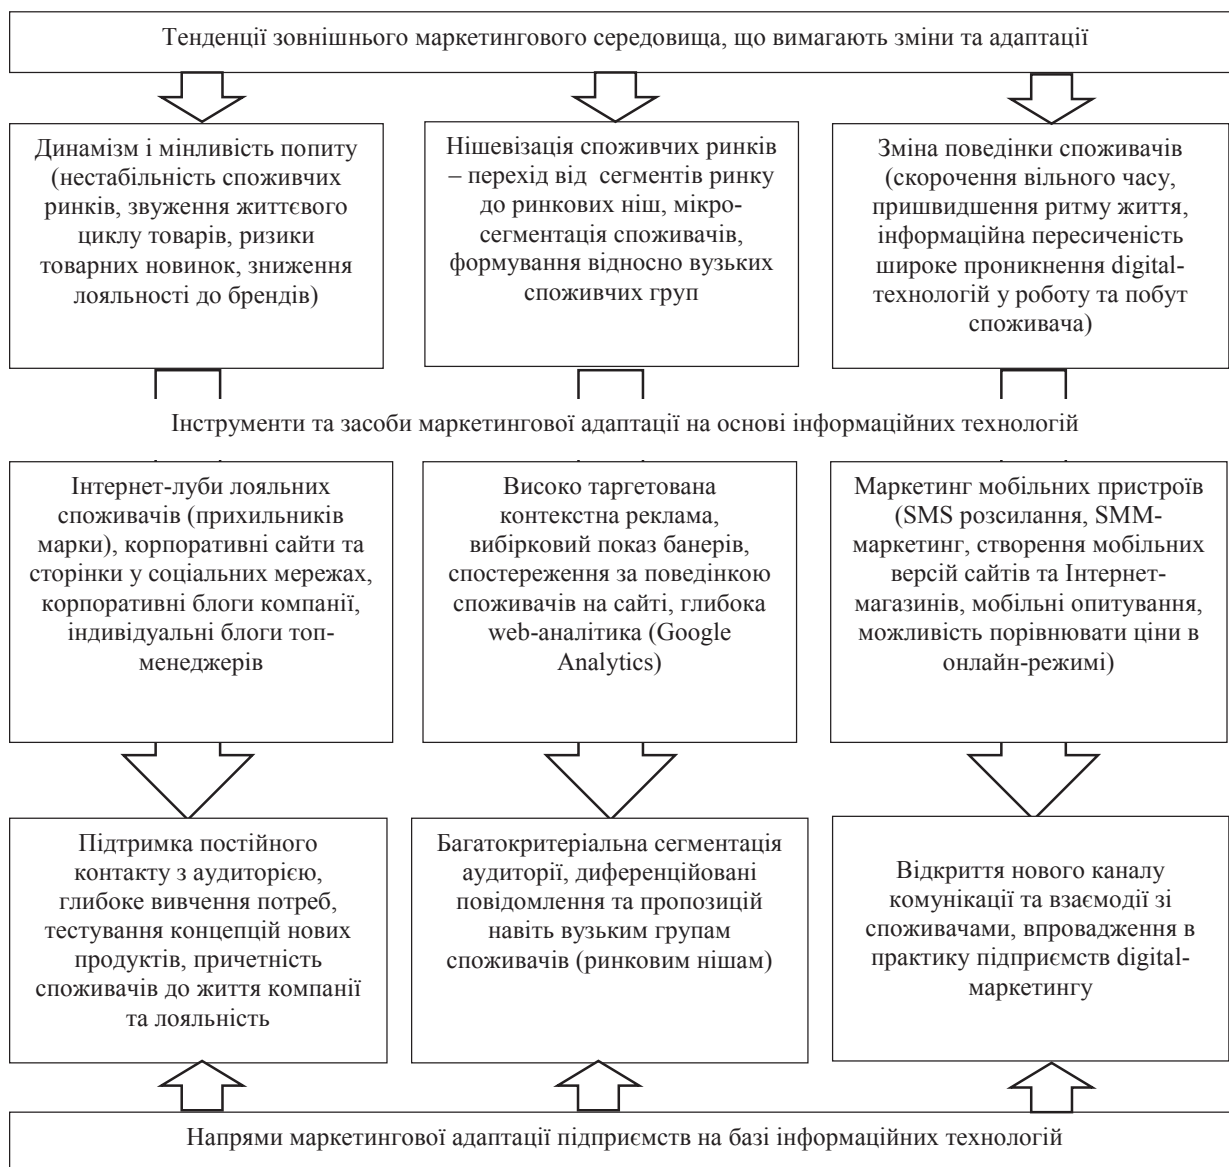 Тенденції зовнішнього маркетингового середовища, що вимагають зміни та адаптації
Динамізм і мінливість попиту
(нестабільність споживчих
ринків, звуження життєвого
циклу товарів, ризики
товарних новинок, зниження
лояльності до брендів)
Нішевізація споживчих ринків
– перехід від сегментів ринку
до ринкових ніш, мікро-
сегментація споживачів,
формування відносно вузьких
споживчих груп
Зміна поведінки споживачів
(скорочення вільного часу,
пришвидшення ритму життя,
інформаційна пересиченість
широке проникнення digital-
технологій у роботу та побут
споживача)
Інструменти та засоби маркетингової адаптації на основі інформаційних технологій
Інтернет-луби лояльних
споживачів (прихильників
марки), корпоративні сайти та
сторінки у соціальних мережах,
корпоративні блоги компанії,
індивідуальні блоги топ-
менеджерів
Високо таргетована
контекстна реклама,
вибірковий показ банерів,
спостереження за поведінкою
споживачів на сайті, глибока
web-аналітика (Google
Analytics)
Маркетинг мобільних пристроїв
(SMS розсилання, SMM-
маркетинг, створення мобільних
версій сайтів та Інтернет-
магазинів, мобільні опитування,
можливість порівнювати ціни в
онлайн-режимі)
Підтримка постійного
контакту з аудиторією,
глибоке вивчення потреб,
тестування концепцій нових
продуктів, причетність
споживачів до життя компанії
та лояльність
Багатокритеріальна сегментація
аудиторії, диференційовані
повідомлення та пропозицій
навіть вузьким групам
споживачів (ринковим нішам)
Відкриття нового каналу
комунікації та взаємодії зі
споживачами, впровадження в
практику підприємств digital-
маркетингу
Напрями маркетингової адаптації підприємств на базі інформаційних технологій